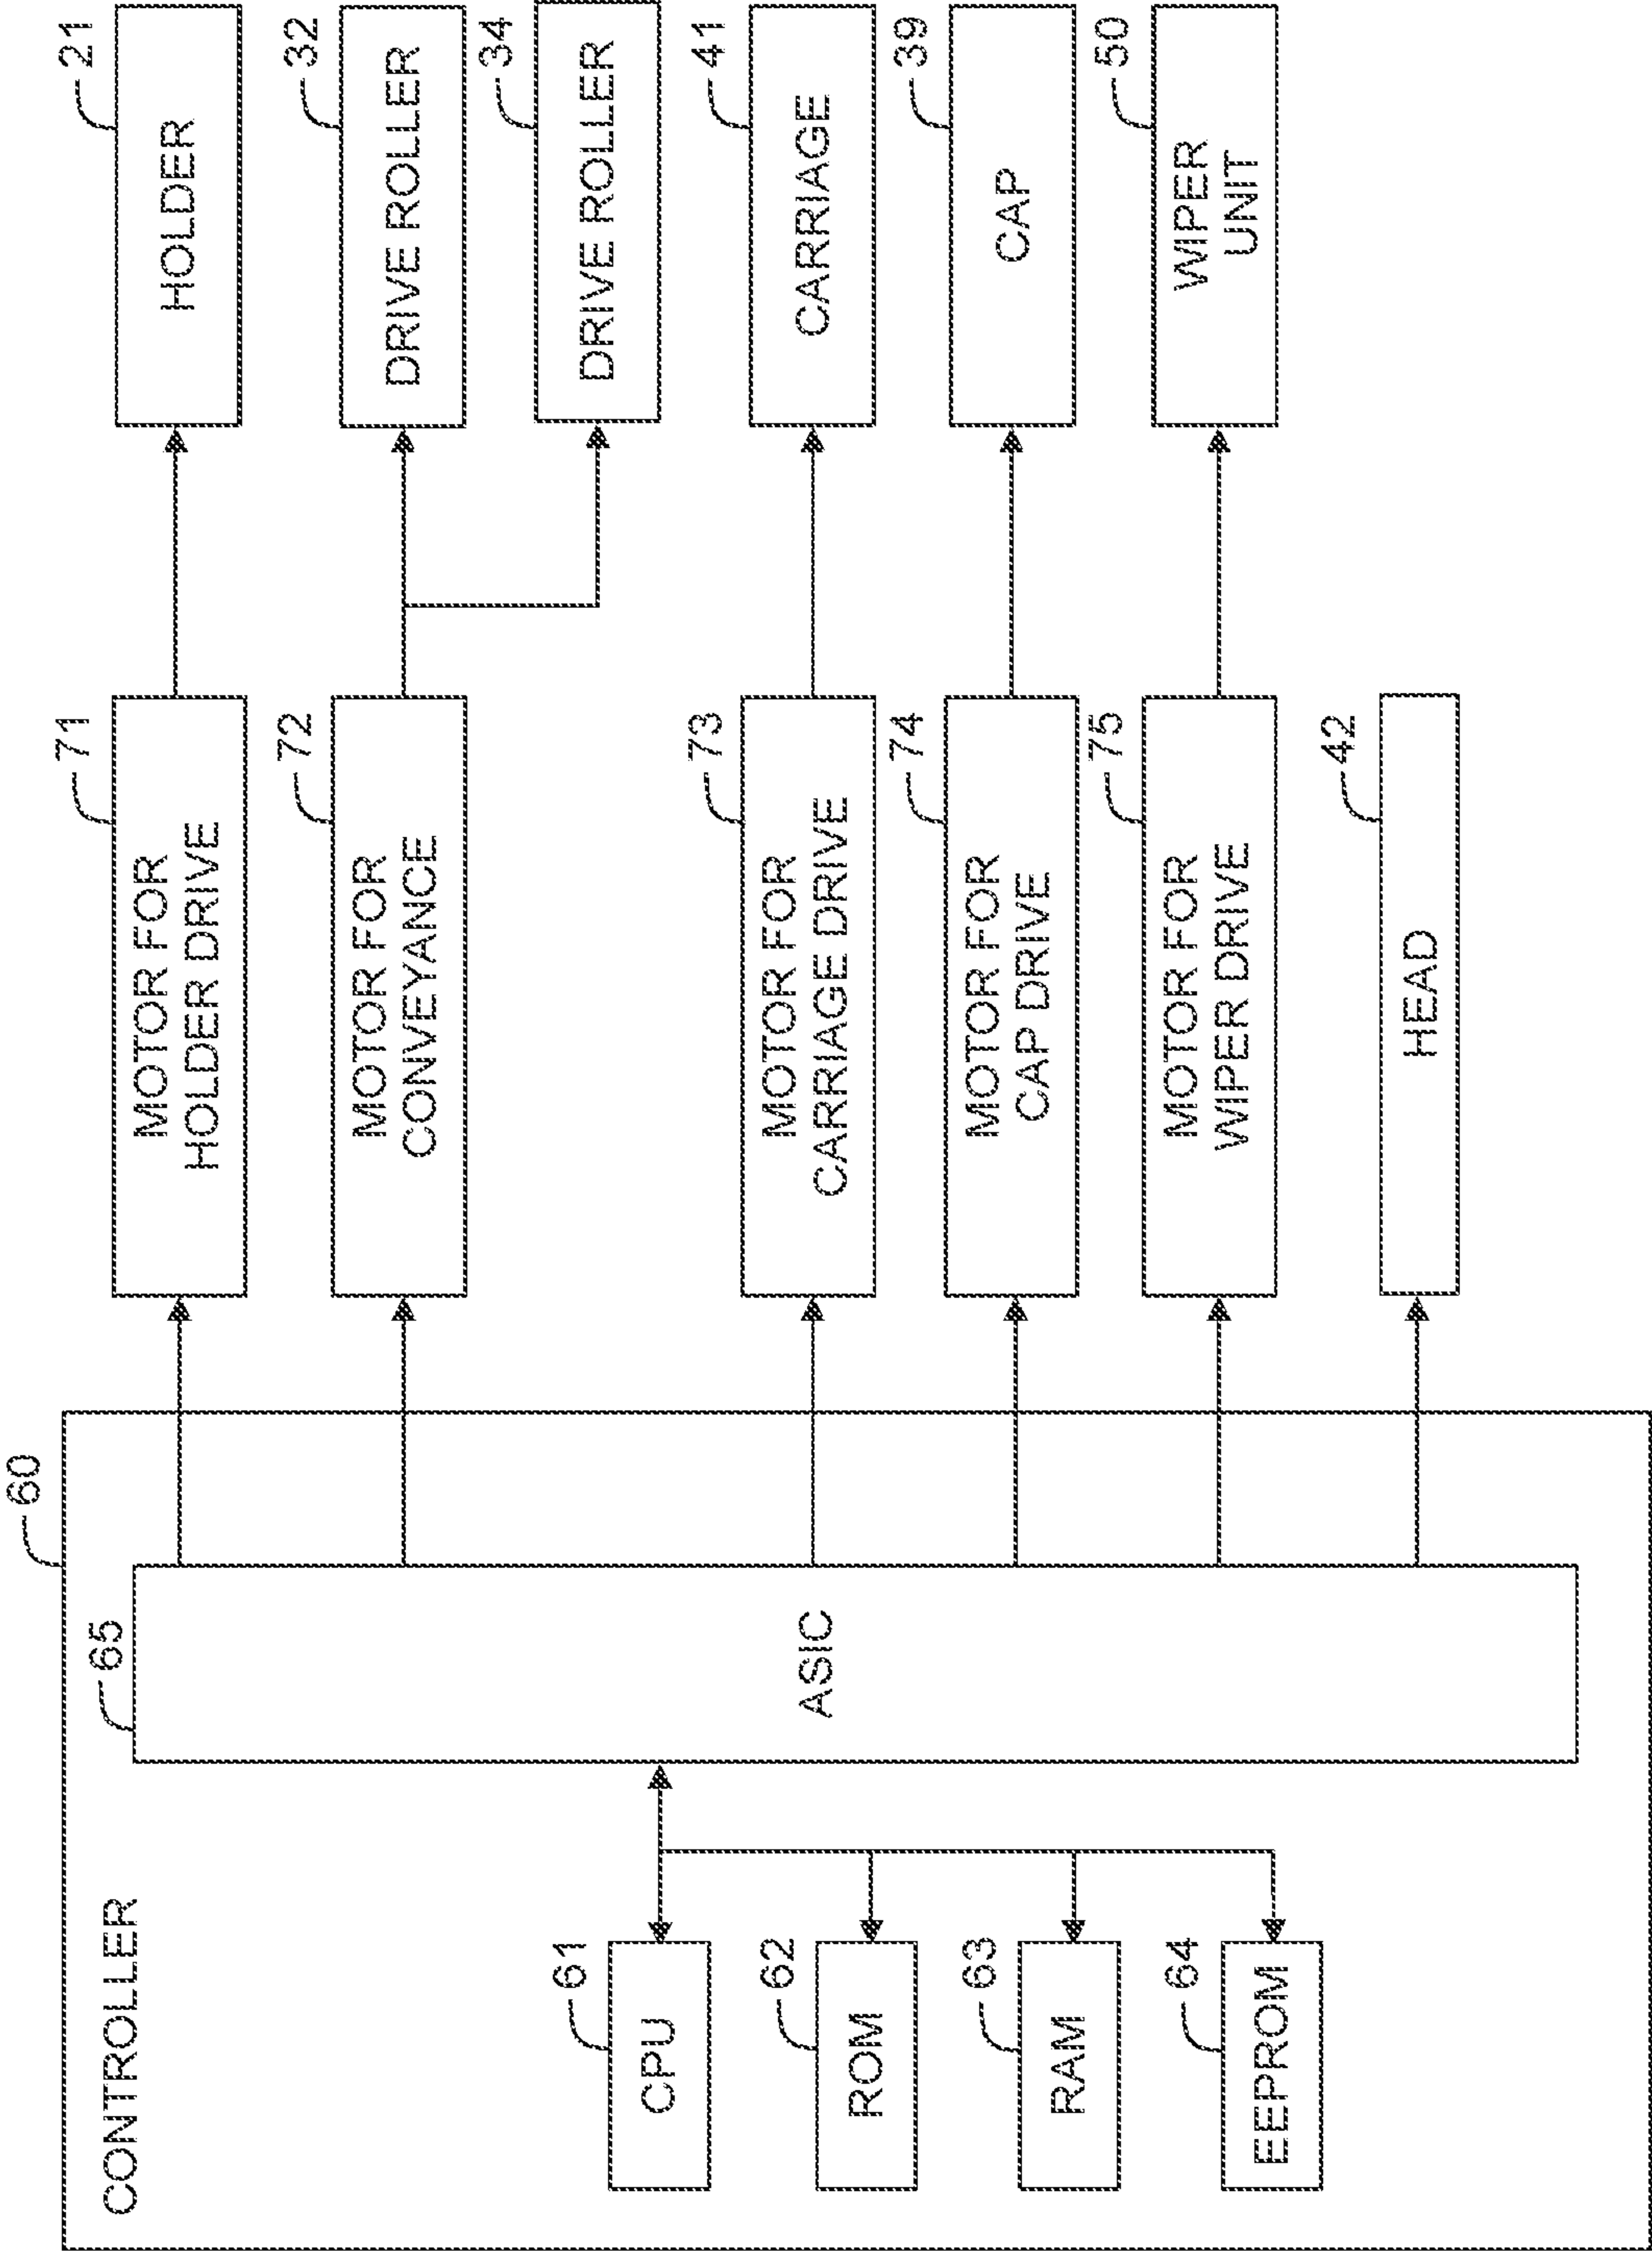 60
CONTROLLER
65
ASIC
61
CPU
62
ROM
63
RAM
64
EEPROM
71
MOTOR FOR
HOLDER DRIVE
72
MOTOR FOR
CONVEYANCE
73
MOTOR FOR
CARRIAGE DRIVE
74
MOTOR FOR
CAP DRIVE
75
MOTOR FOR
WIPER DRIVE
42
HEAD
21
HOLDER
32
DRIVE ROLLER
34
DRIVE ROLLER
41
CARRIAGE
39
CAP
50
WIPER
UNIT